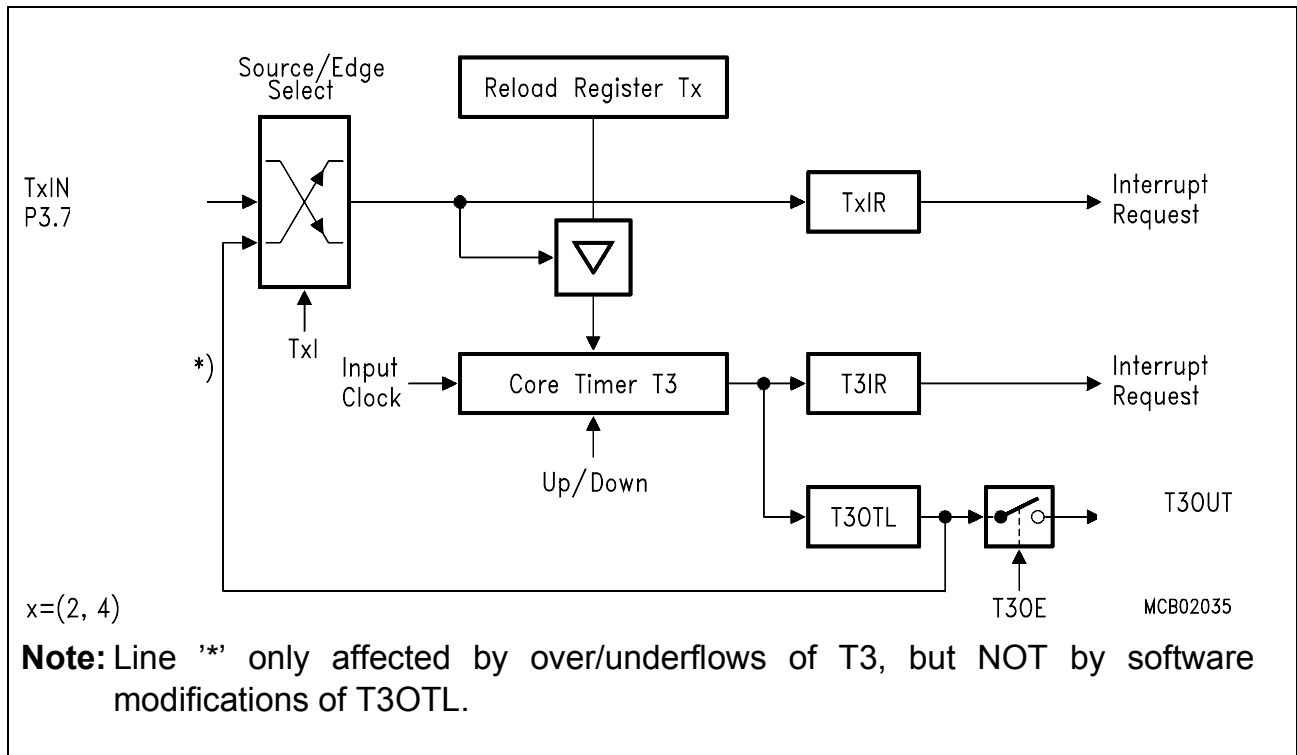 Source/Edge
Select
Reload Register Tx
TxIN
P3.7
TxIR
Interrupt
Request
TxI
*)
Input
Clock
Core Timer T3
T3IR
Interrupt
Request
Up/Down
T3OTL
T3OUT
x=(2, 4)
T3OE
MCB02035
Note: Line ’*’ only affected by over/underflows of T3, but NOT by software
modifications of T3OTL.